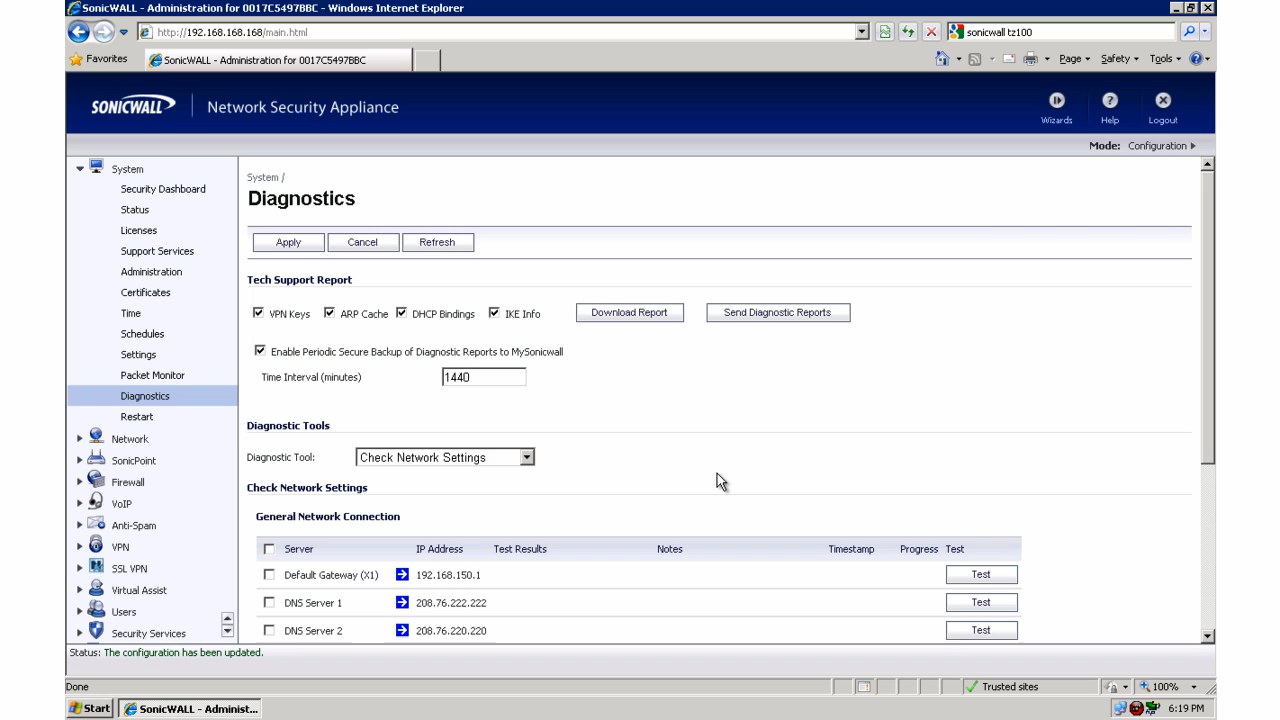 SonicWALL - Administration for 0017C5497BBC - Windows Internet Explorer
http://192.168.168.168/main.html
sonicwall tz100
Favorites
SonicWALL - Administration for 0017C5497BBC
Page
Safety
Tools
SONICWALL
Network Security Appliance
Wizards
Help
Logout
Mode: Configuration
System
Security Dashboard
Status
Licenses
Support Services
Administration
Certificates
Time
Schedules
Settings
Packet Monitor
Diagnostics
Restart
Network
SonicPoint
Firewall
VoIP
Anti-Spam
VPN
SSL VPN
Virtual Assist
Users
Security Services
System /
Diagnostics
Apply Cancel Refresh
Tech Support Report
VPN Keys ARP Cache DHCP Bindings IKE Info Download Report Send Diagnostic Reports
Enable Periodic Secure Backup of Diagnostic Reports to MySonicwall
Time Interval (minutes) 1440
Diagnostic Tools
Diagnostic Tool: Check Network Settings
Check Network Settings
General Network Connection
Server IP Address Test Results Notes Timestamp Progress Test
Default Gateway (X1) 192.168.150.1 Test
DNS Server 1 208.76.222.222 Test
DNS Server 2 208.76.220.220 Test
Status: The configuration has been updated.
Done Trusted sites 100%
Start SonicWALL - Administ... 6:19 PM